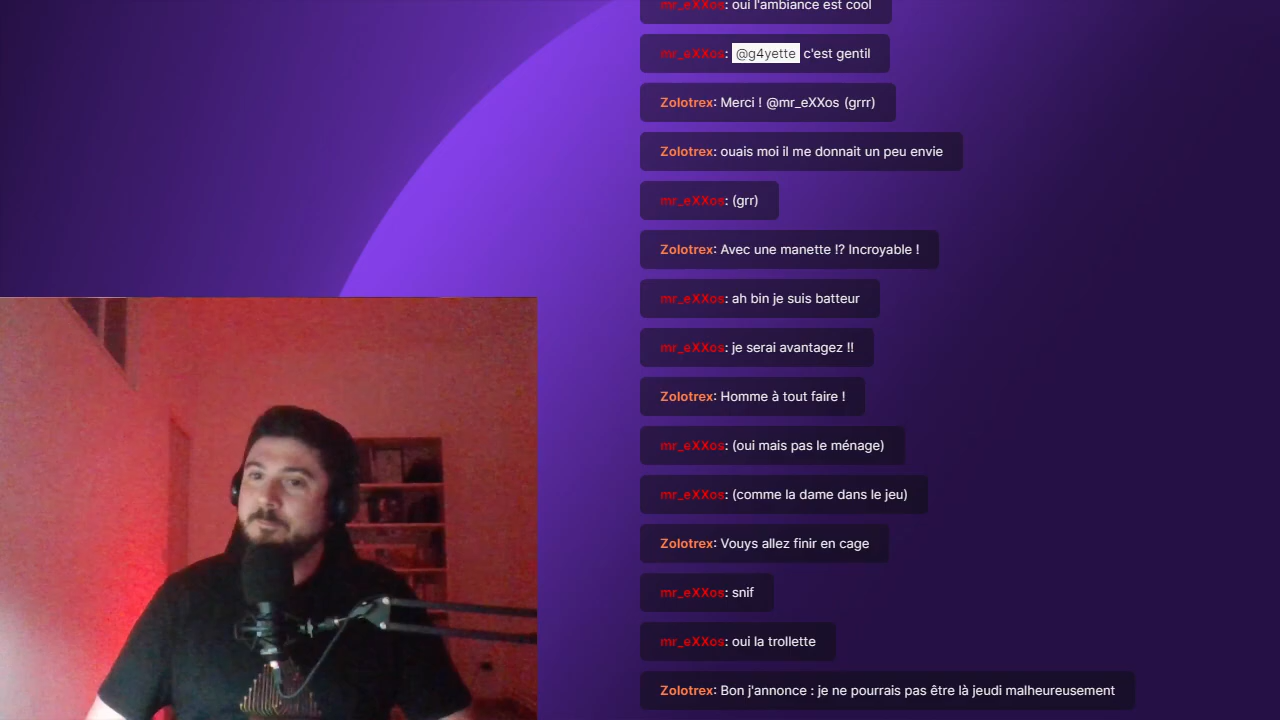 mr_eXXos: oui l'ambiance est cool
mr_eXXos: @g4yette c'est gentil
Zolotrex: Merci ! @mr_eXXos (grrr)
Zolotrex: ouais moi il me donnait un peu envie
mr_eXXos: (grr)
Zolotrex: Avec une manette !? Incroyable !
mr_eXXos: ah bin je suis batteur
mr_eXXos: je serai avantagez !!
Zolotrex: Homme à tout faire !
mr_eXXos: (oui mais pas le ménage)
mr_eXXos: (comme la dame dans le jeu)
Zolotrex: Vouys allez finir en cage
mr_eXXos: snif
mr_eXXos: oui la trollette
Zolotrex: Bon j'annonce : je ne pourrais pas être là jeudi malheureusement